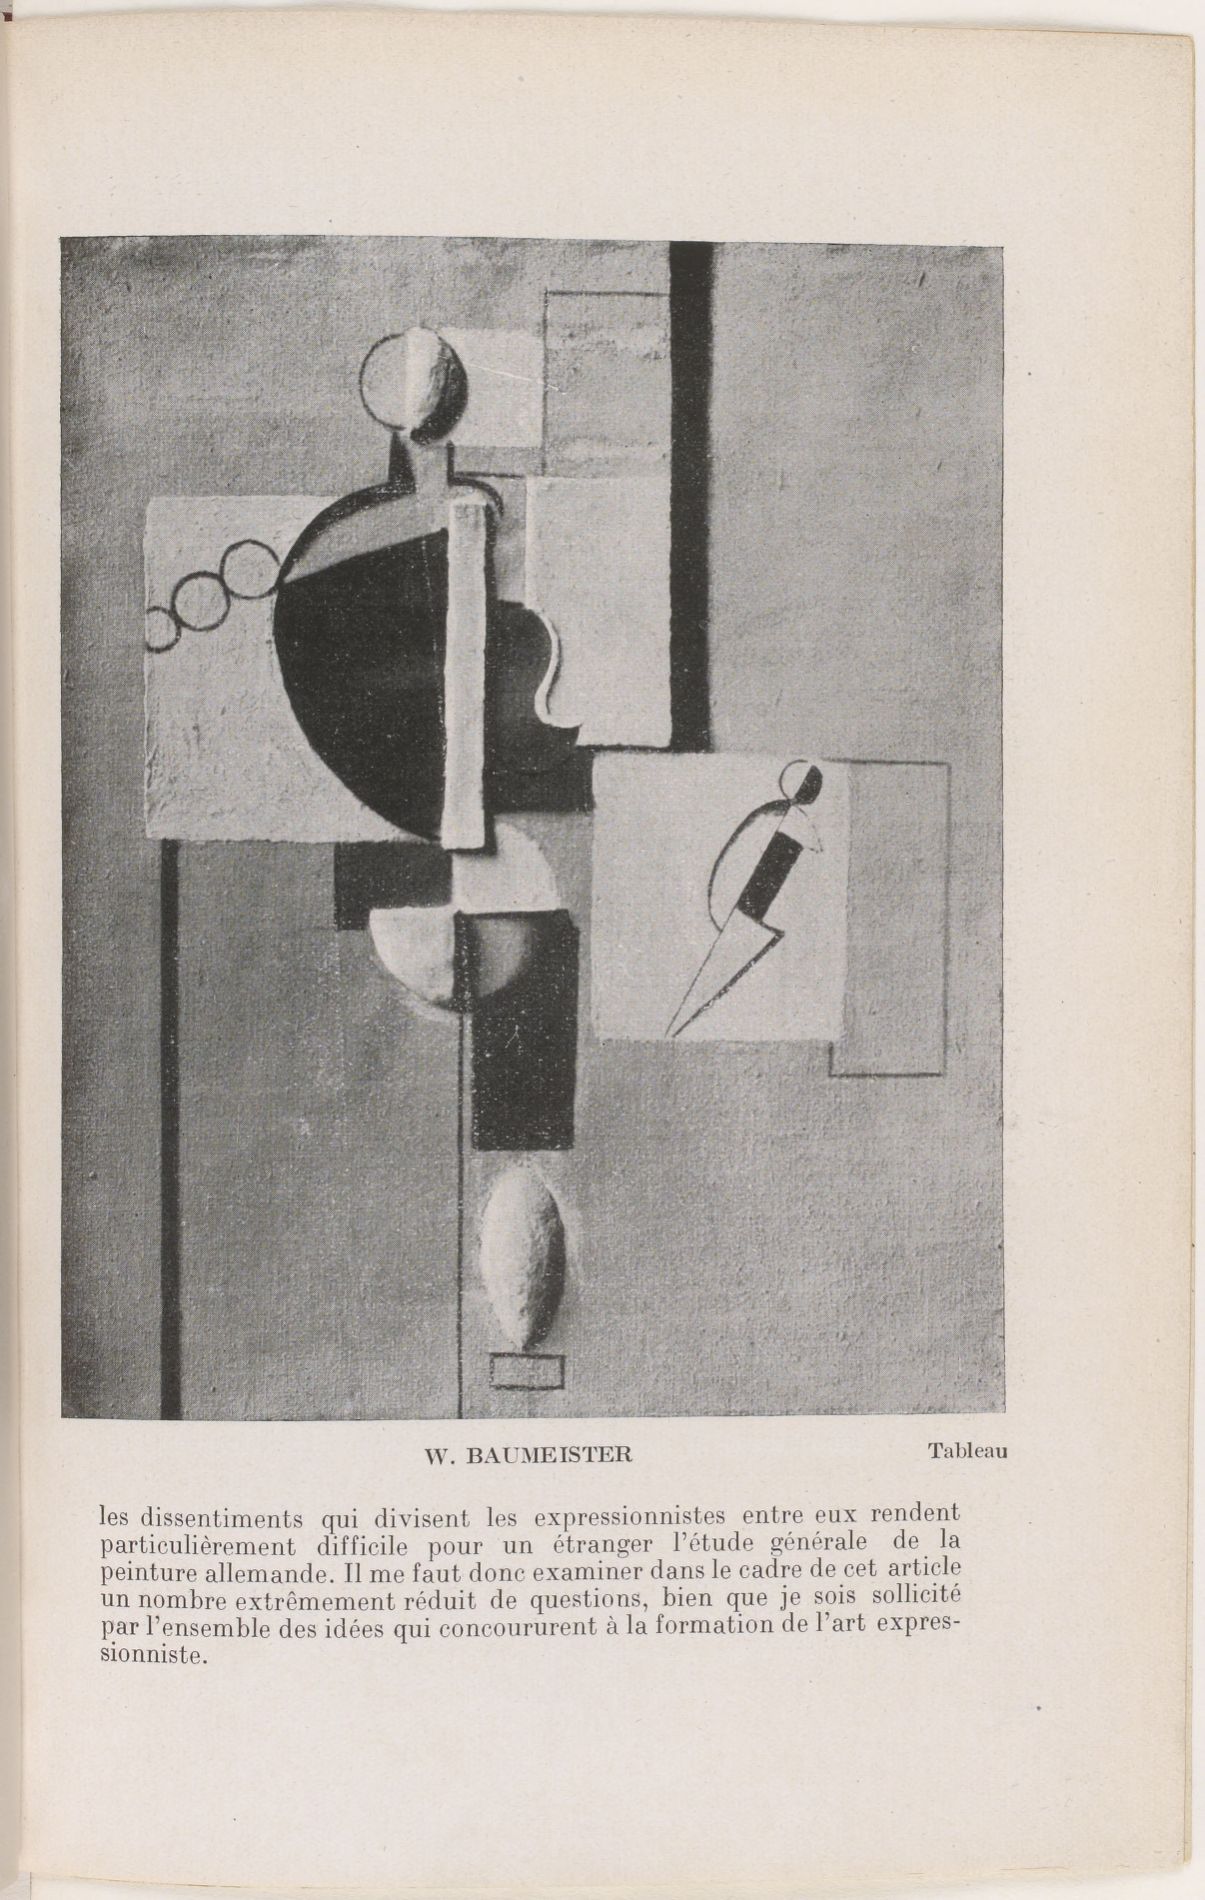 W. BAUMEISTER Tableau
les dissentiments qui divisent les expressionnistes entre eux rendent
particulièrement difficile pour un étranger l'étude générale de la
peinture allemande. Il me faut donc examiner dans le cadre de cet article
un nombre extrêmement réduit de questions, bien que je sois sollicité
par l'ensemble des idées qui concoururent à la formation de l'art expres-
sionniste.